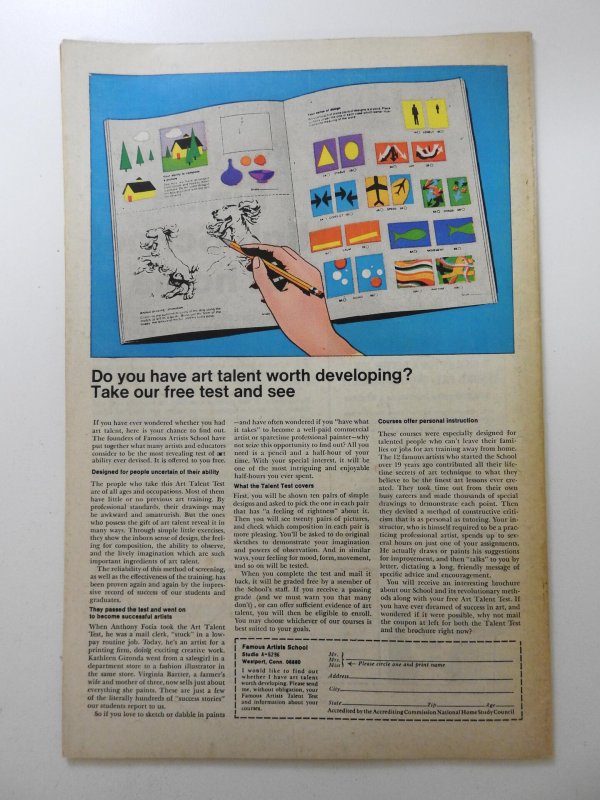 Do you have art talent worth developing?
Take our free test and see
If you have ever wondered whether you had
art talent, here is your chance to find out.
The founders of Famous Artists School have
put together what many artists and educators
consider to be the most revealing test of art
ability ever devised. It is offered to you free.
Designed for people uncertain of their ability
The people who take this Art Talent Test
are of all ages and occupations. Most of them
have little or no previous art training. By
professional standards, their drawings may
be awkward and amateurish. But the ones
who possess the gift of art talent reveal it in
many ways. Through simple little exercises,
they show the inborn sense of design, the feel-
ing for composition, the ability to observe,
and the lively imagination which are such
important ingredients of art talent.
The reliability of this method of screening,
as well as the effectiveness of the training, has
been proven again and again by the impres-
sive record of success of our students and
graduates.
They passed the test and went on
to become successful artists
When Anthony Fotia took the Art Talent
Test, he was a mail clerk, "stuck" in a low-
pay routine job. Today, he's an artist for a
printing firm, doing exciting creative work.
Kathleen Gironda went from a salesgirl in a
department store to a fashion illustrator in
the same store. Virginia Bartter, a farmer's
wife and mother of three, now sells just about
everything she paints. These are just a few
of the literally hundreds of "success stories"
our students report to us.
So if you love to sketch or dabble in paints
—and have often wondered if you "have what
it takes" to become a well-paid commercial
artist or sparetime professional painter—why
not seize this opportunity to find out? All you
need is a pencil and a half-hour of your
time. With your special interest, it will be
one of the most intriguing and enjoyable
half-hours you ever spent.
What the Talent Test covers
First, you will be shown ten pairs of simple
designs and asked to pick the one in each pair
that has "a feeling of rightness" about it.
Then you will see twenty pairs of pictures,
and check which composition in each pair is
more pleasing. You'll be asked to do original
sketches to demonstrate your imagination
and powers of observation. And in similar
ways, your feeling for mood, form, movement,
and so on will be tested.
When you complete the test and mail it
back, it will be graded free by a member of
the School's staff. If you receive a passing
grade (and we must warn you that many
don't), or can offer sufficient evidence of art
talent, you will then be eligible to enroll.
You may choose whichever of our courses is
best suited to your goals.
Courses offer personal instruction
These courses were especially designed for
talented people who can't leave their fami-
lies or jobs for art training away from home.
The 12 famous artists who started the School
over 19 years ago contributed all their life-
time secrets of art technique to what they
believe to be the finest art lessons ever cre-
ated. They took time out from their own
busy careers and made thousands of special
drawings to demonstrate each point. Then
they devised a method of constructive criti-
cism that is as personal as tutoring. Your in-
structor, who is himself required to be a prac-
ticing professional artist, spends up to sev-
eral hours on just one of your assignments.
He actually draws or paints his suggestions
for improvement, and then "talks" to you by
letter, dictating a long, friendly message of
specific advice and encouragement.
You will receive an interesting brochure
about our School and its revolutionary meth-
ods along with your free Art Talent Test. If
you have ever dreamed of success in art, and
wondered if it were possible, why not mail
the coupon at left for both the Talent Test
and the brochure right now?
Famous Artists School
Studio A-6296
Westport, Conn. 06880
I would like to find out
whether I have art talent
worth developing. Please send
me, without obligation, your
Famous Artists Talent Test
and information about your
courses.
Mr.
Mrs.
Miss
Please circle one and print name
Address
City
State Zip Age
Accredited by the Accrediting Commission National Home Study Council